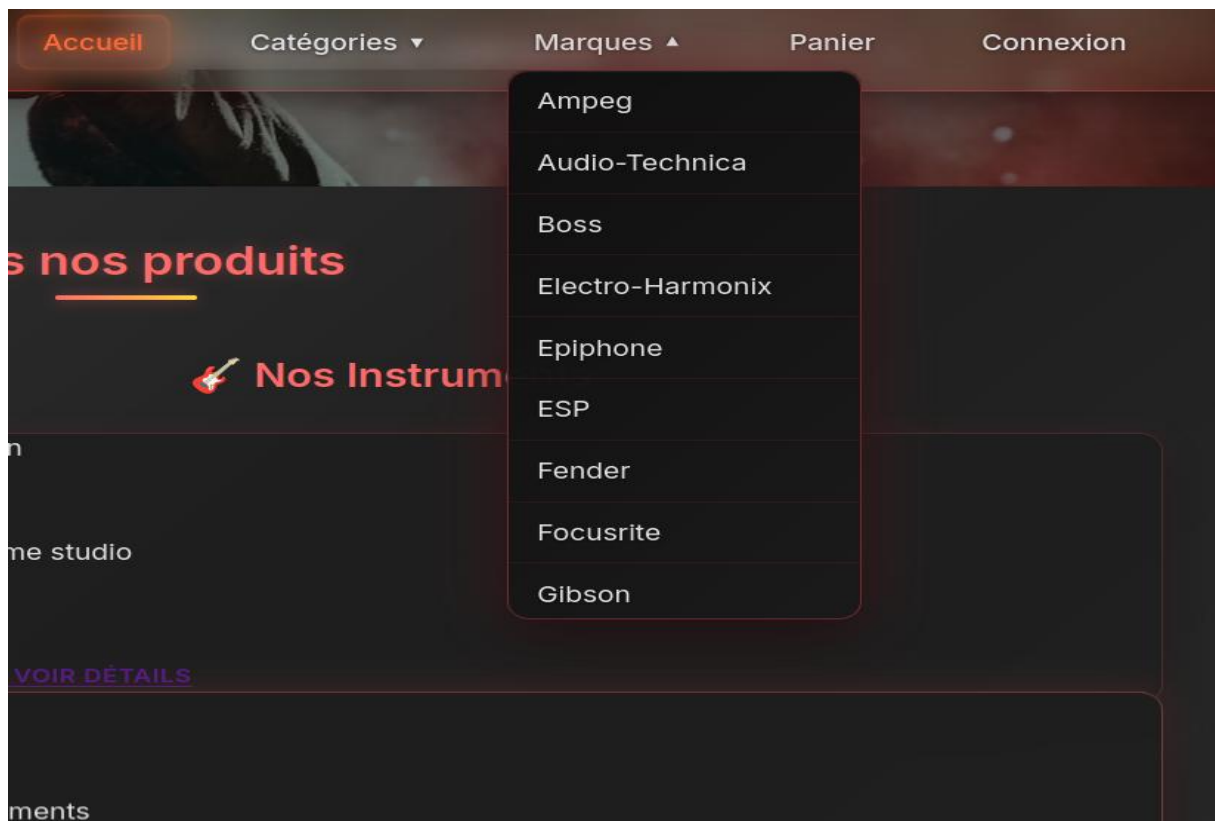 Accueil Catégories ▼ Marques ▲ Panier Connexion
Ampeg
Audio-Technica
Boss
s nos produits
Electro-Harmonix
Epiphone
🎸 Nos Instrum
ESP
n
Fender
Focusrite
me studio
Gibson
VOIR DÉTAILS
ments